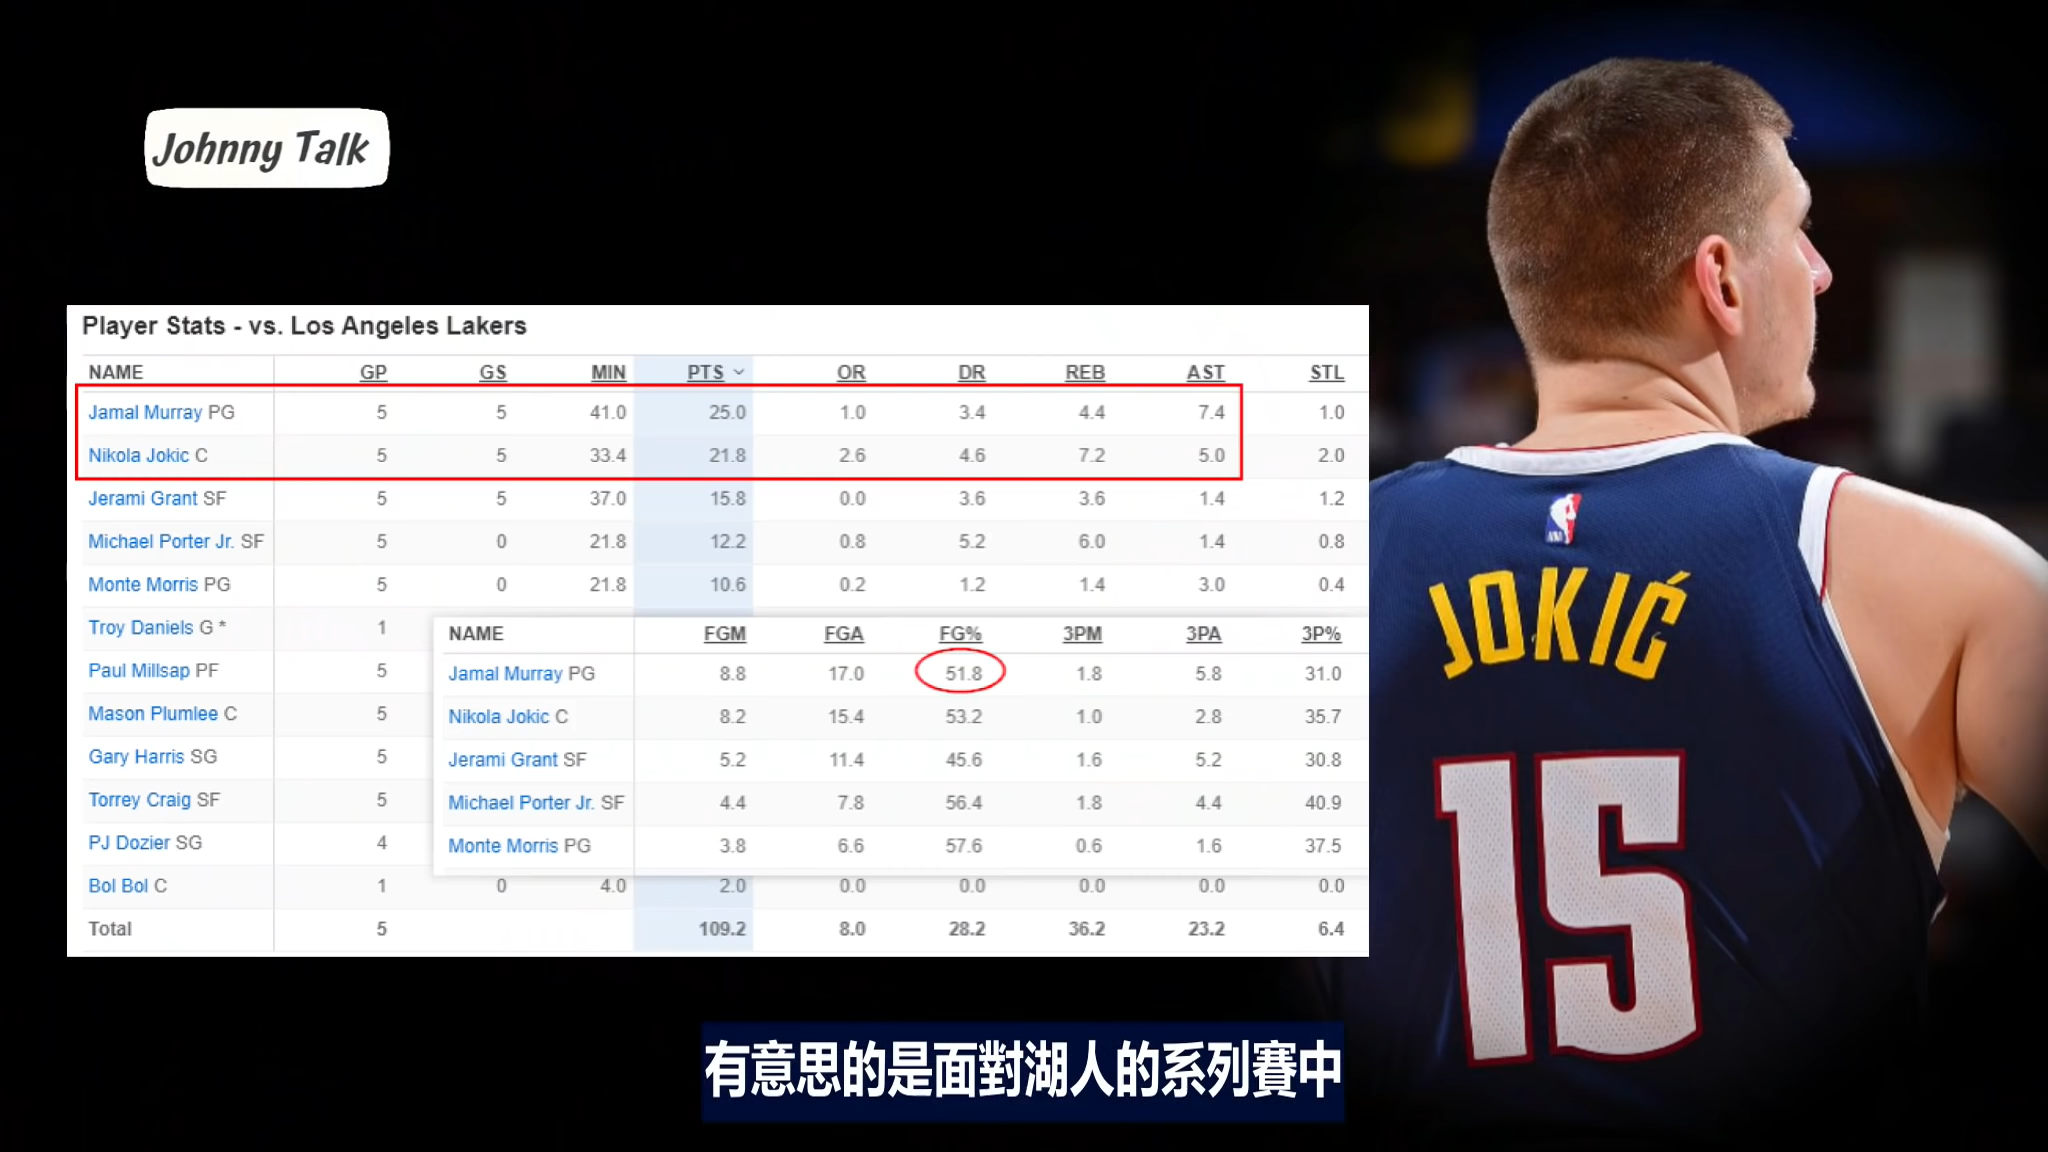 Johnny Talk
Player Stats - vs. Los Angeles Lakers
NAME GP GS MIN PTS OR DR REB AST STL
Jamal Murray PG 5 5 41.0 25.0 1.0 3.4 4.4 7.4 1.0
Nikola Jokic C 5 5 33.4 21.8 2.6 4.6 7.2 5.0 2.0
Jerami Grant SF 5 5 37.0 15.8 0.0 3.6 3.6 1.4 1.2
Michael Porter Jr. SF 5 0 21.8 12.2 0.8 5.2 6.0 1.4 0.8
Monte Morris PG 5 0 21.8 10.6 0.2 1.2 1.4 3.0 0.4
Troy Daniels G * 1
Paul Millsap PF 5
Mason Plumlee C 5
Gary Harris SG 5
Torrey Craig SF 5
PJ Dozier SG 4
Bol Bol C 1 0 4.0 2.0 0.0 0.0 0.0 0.0 0.0
Total 5 109.2 8.0 28.2 36.2 23.2 6.4
NAME FGM FGA FG% 3PM 3PA 3P%
Jamal Murray PG 8.8 17.0 51.8 1.8 5.8 31.0
Nikola Jokic C 8.2 15.4 53.2 1.0 2.8 35.7
Jerami Grant SF 5.2 11.4 45.6 1.6 5.2 30.8
Michael Porter Jr. SF 4.4 7.8 56.4 1.8 4.4 40.9
Monte Morris PG 3.8 6.6 57.6 0.6 1.6 37.5
JOKIĆ
15
有意思的是面對湖人的系列賽中